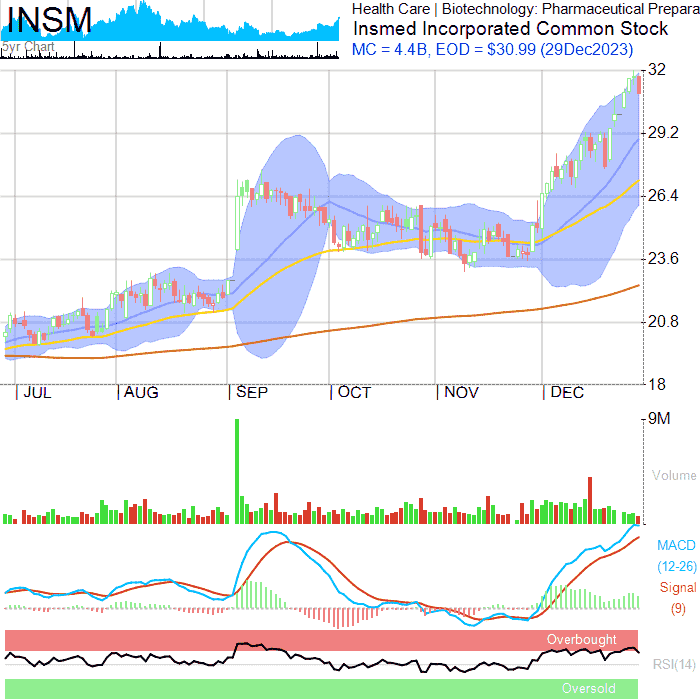 INSM
5yr Chart
Health Care | Biotechnology: Pharmaceutical Prepara
Insmed Incorporated Common Stock
MC = 4.4B, EOD = $30.99 (29Dec2023)
32
29.2
26.4
23.6
20.8
18
| JUL | AUG | SEP | OCT | NOV | DEC
9M
Volume
MACD
(12-26)
Signal
(9)
Overbought
RSI(14)
Oversold